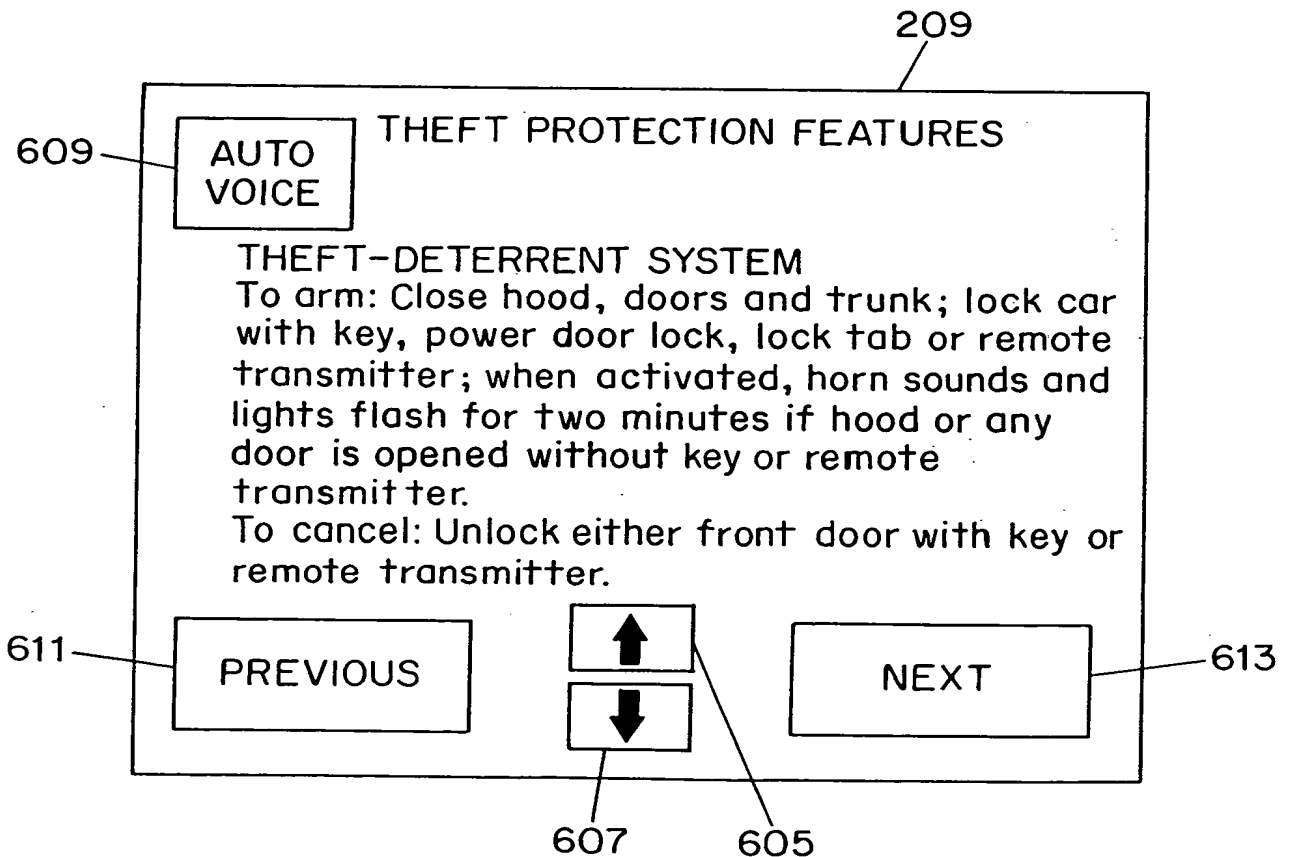 209
THEFT PROTECTION FEATURES
609
AUTO
VOICE
THEFT-DETERRENT SYSTEM
To arm: Close hood, doors and trunk; lock car
with key, power door lock, lock tab or remote
transmitter; when activated, horn sounds and
lights flash for two minutes if hood or any
door is opened without key or remote
transmitter.
To cancel: Unlock either front door with key or
remote transmitter.
611
PREVIOUS
NEXT
613
607
605